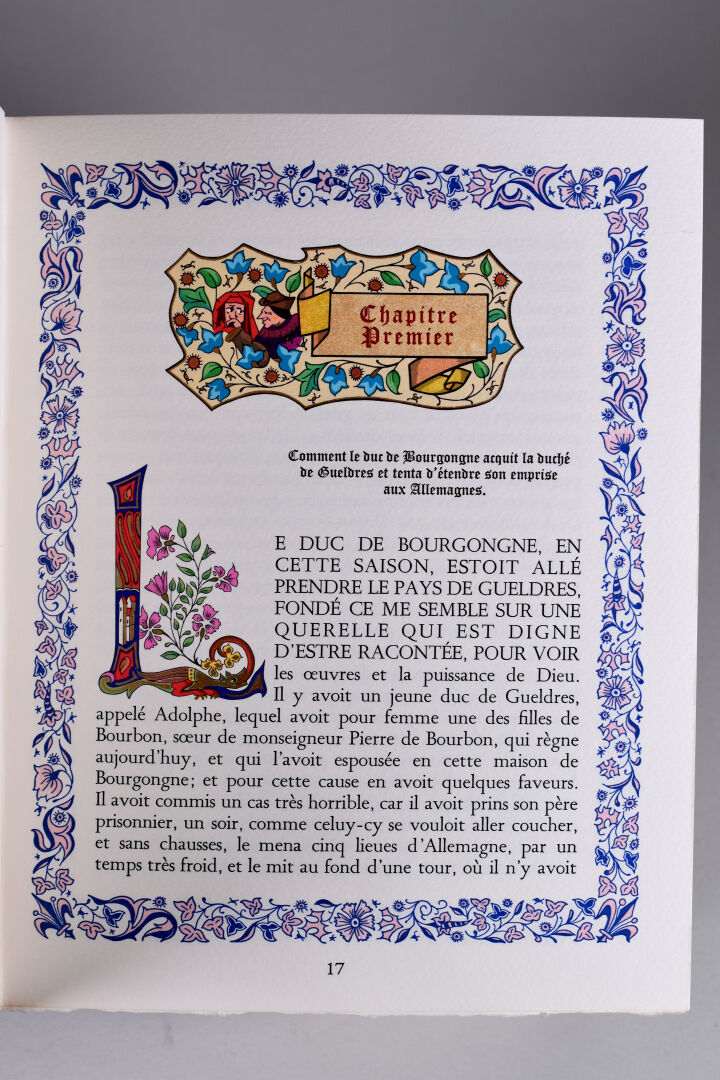 Chapitre
Premier
Comment le duc de Bourgongne acquit la duché
de Gueldres et tenta d'étendre son emprise
aux Allemagnes.
LE DUC DE BOURGONGNE, EN
CETTE SAISON, ESTOIT ALLÉ
PRENDRE LE PAYS DE GUELDRES,
FONDÉ CE ME SEMBLE SUR UNE
QUERELLE QUI EST DIGNE
D'ESTRE RACONTÉE, POUR VOIR
les œuvres et la puissance de Dieu.
Il y avoit un jeune duc de Gueldres,
appelé Adolphe, lequel avoit pour femme une des filles de
Bourbon, sœur de monseigneur Pierre de Bourbon, qui règne
aujourd'huy, et qui l'avoit espousée en cette maison de
Bourgongne; et pour cette cause en avoit quelques faveurs.
Il avoit commis un cas très horrible, car il avoit prins son père
prisonnier, un soir, comme celuy-cy se vouloit aller coucher,
et sans chausses, le mena cinq lieues d'Allemagne, par un
temps très froid, et le mit au fond d'une tour, où il n'y avoit
17